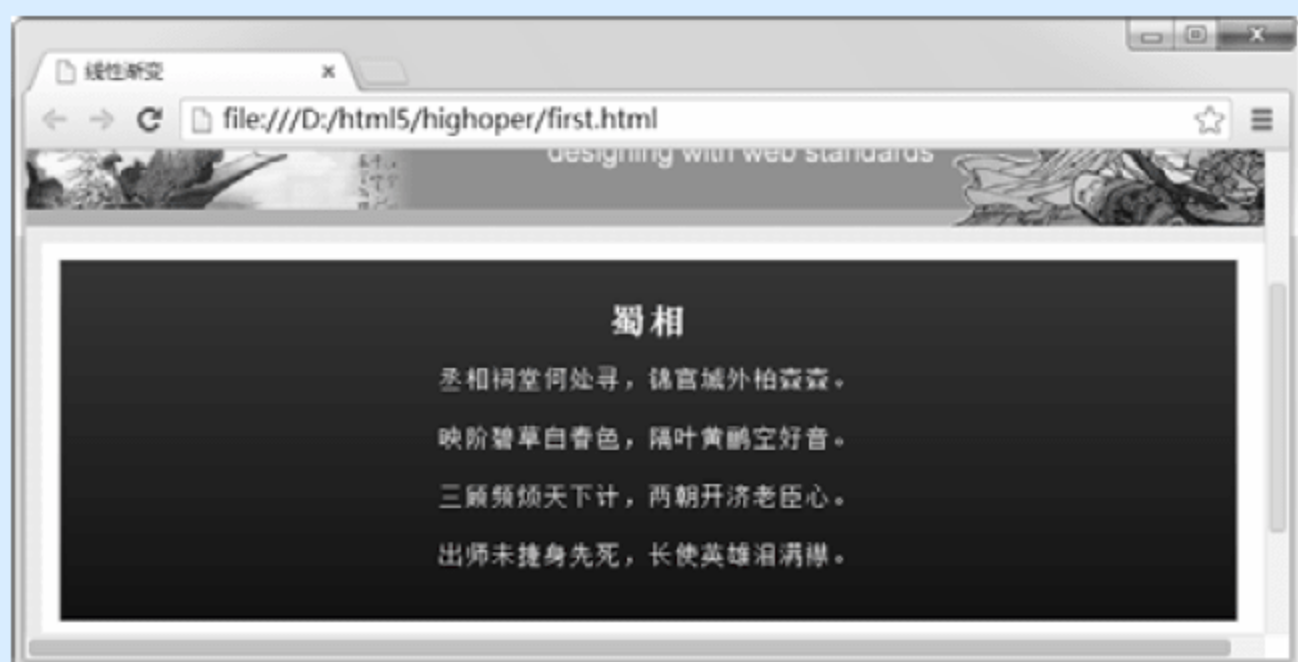 线性渐变
file:///D:/html5/highoper/first.html
designing with web standards
蜀相
丞相祠堂何处寻，锦官城外柏森森。
映阶碧草自春色，隔叶黄鹂空好音。
三顾频烦天下计，两朝开济老臣心。
出师未捷身先死，长使英雄泪满襟。